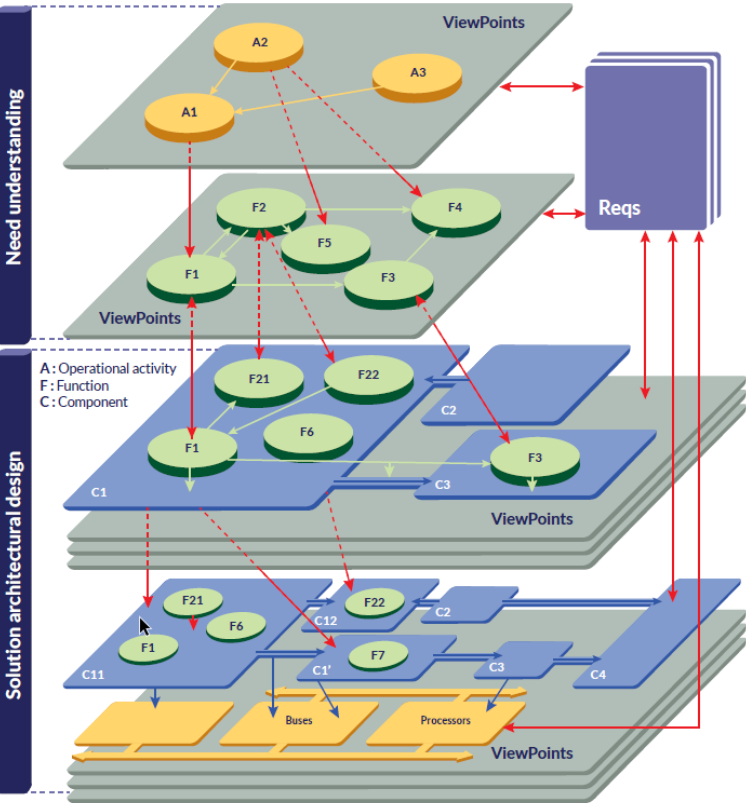 Need understanding
ViewPoints
A2
A3
A1
Reqs
F2
F4
F5
F1
F3
ViewPoints
Solution architectural design
A : Operational activity
F : Function
C : Component
F21
F22
C2
F6
F1
F3
C1
C3
ViewPoints
F21
F22
C2
F6
C12
F1
F7
C3
C11
C1'
C4
Buses
Processors
ViewPoints